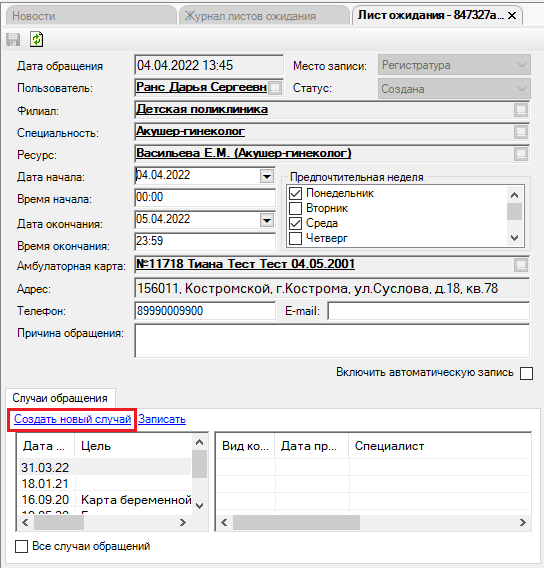 Новости Журнал листов ожидания Лист ожидания - 847327a... ×
Дата обращения 04.04.2022 13:45 Место записи: Регистратура
Пользователь: Ранс Дарья Сергеевн Статус: Создана
Филиал: Детская поликлиника
Специальность: Акушер-гинеколог
Ресурс: Васильева Е.М. (Акушер-гинеколог)
Дата начала: 04.04.2022 Предпочтительная неделя
Время начала: 00:00 Понедельник
Вторник
Дата окончания: 05.04.2022 Среда
Время окончания: 23:59 Четверг
Амбулаторная карта: №11718 Тиана Тест Тест 04.05.2001
Адрес: 156011, Костромской, г.Кострома, ул.Суслова, д.18, кв.78
Телефон: 89990009900 E-mail:
Причина обращения:
Включить автоматическую запись
Случаи обращения
Создать новый случай Записать
Дата ... Цель Вид ко... Дата пр... Специалист
31.03.22
18.01.21
16.09.20 Карта беременной
Все случаи обращений